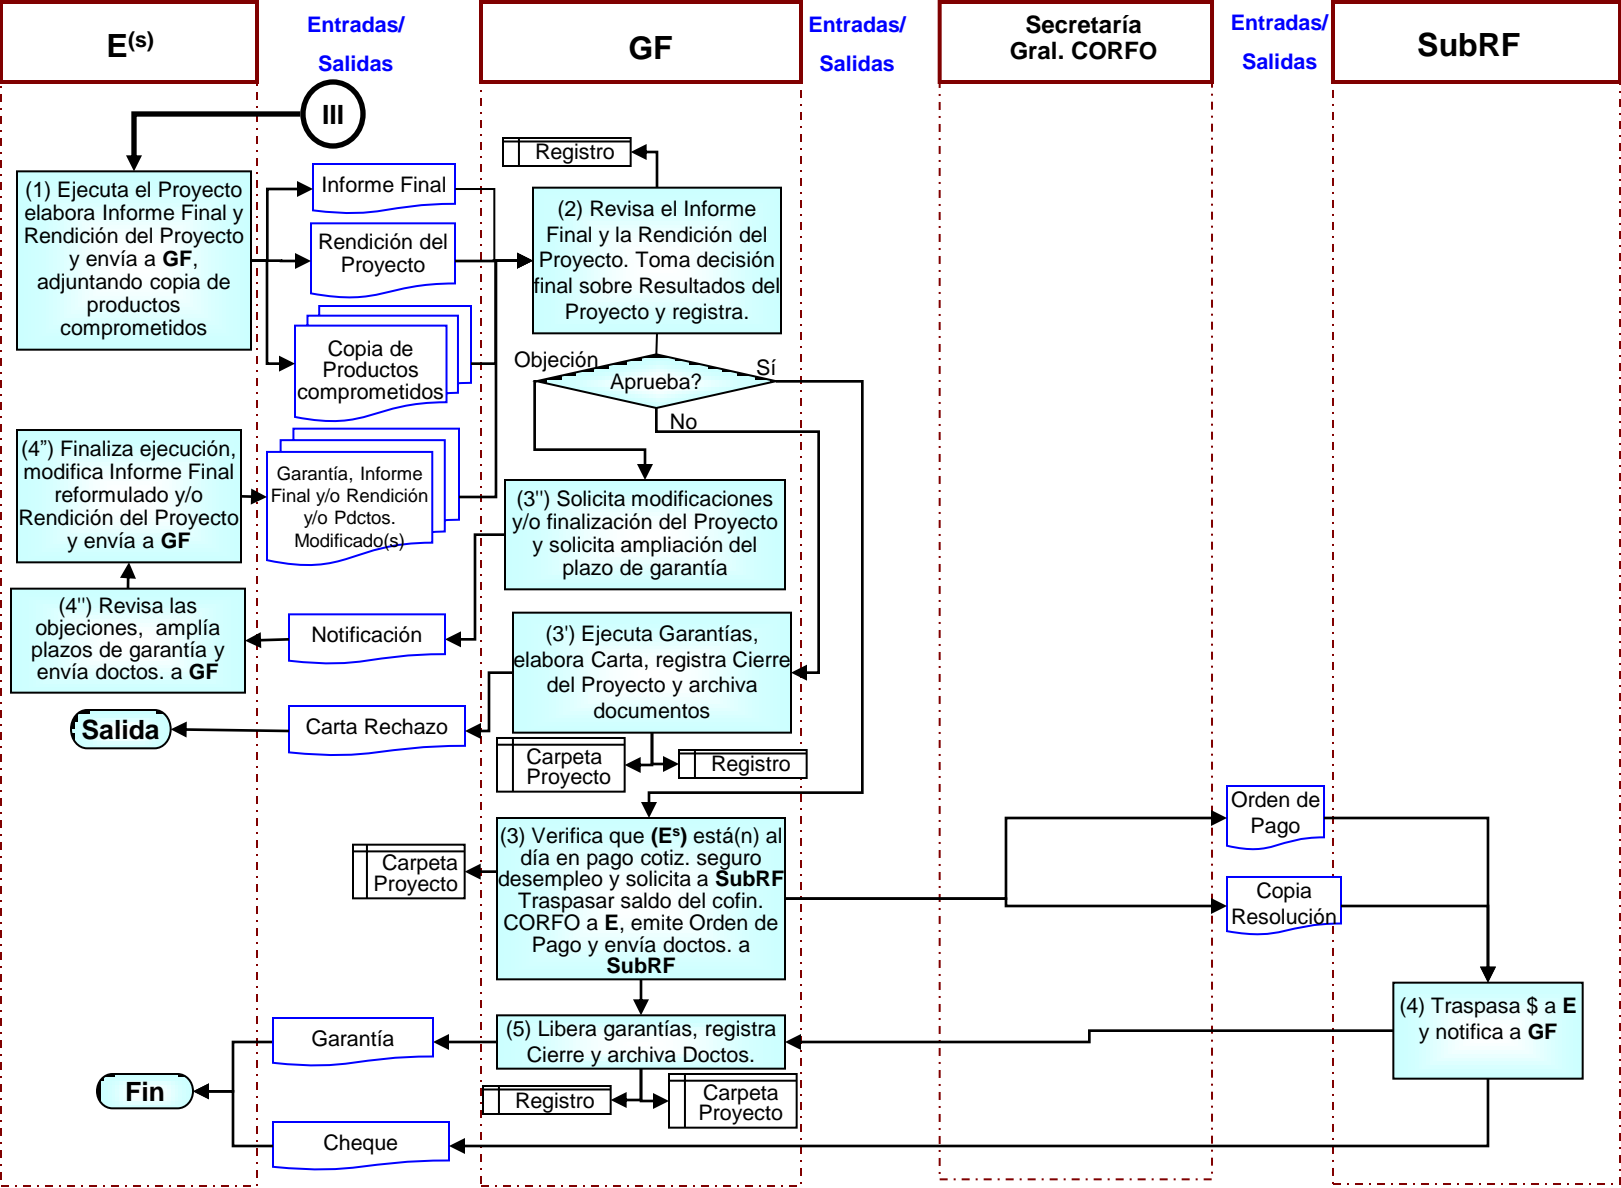 E(s)
Entradas/
Salidas
GF
Entradas/
Salidas
Secretaría
Gral. CORFO
Entradas/
Salidas
SubRF
III
(1) Ejecuta el Proyecto
elabora Informe Final y
Rendición del Proyecto
y envía a GF,
adjuntando copia de
productos
comprometidos
Informe Final
Rendición del
Proyecto
Copia de
Productos
comprometidos
Registro
(2) Revisa el Informe
Final y la Rendición del
Proyecto. Toma decisión
final sobre Resultados del
Proyecto y registra.
Objeción
Aprueba?
Sí
No
(4”) Finaliza ejecución,
modifica Informe Final
reformulado y/o
Rendición del Proyecto
y envía a GF
Garantía, Informe
Final y/o Rendición
y/o Pdctos.
Modificado(s)
(3'') Solicita modificaciones
y/o finalización del Proyecto
y solicita ampliación del
plazo de garantía
(4'') Revisa las
objeciones, amplía
plazos de garantía y
envía doctos. a GF
Notificación
(3') Ejecuta Garantías,
elabora Carta, registra Cierre
del Proyecto y archiva
documentos
Salida
Carta Rechazo
Carpeta
Proyecto
Registro
Carpeta
Proyecto
(3) Verifica que (Es) está(n) al
día en pago cotiz. seguro
desempleo y solicita a SubRF
Traspasar saldo del cofin.
CORFO a E, emite Orden de
Pago y envía doctos. a
SubRF
Orden de
Pago
Copia
Resolución
(4) Traspasa $ a E
y notifica a GF
Garantía
(5) Libera garantías, registra
Cierre y archiva Doctos.
Fin
Registro
Carpeta
Proyecto
Cheque